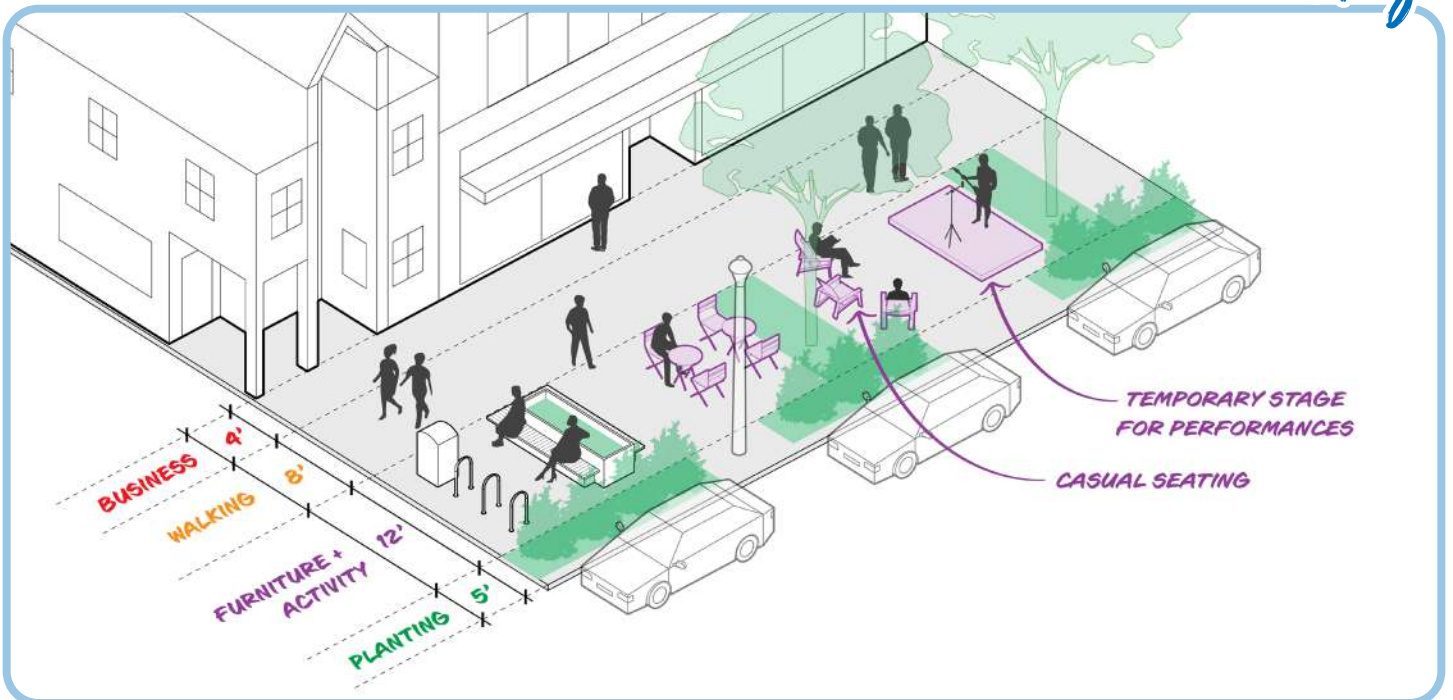 TEMPORARY STAGE
FOR PERFORMANCES
CASUAL SEATING
BUSINESS 4'
WALKING 8'
FURNITURE +
ACTIVITY 12'
PLANTING 5'